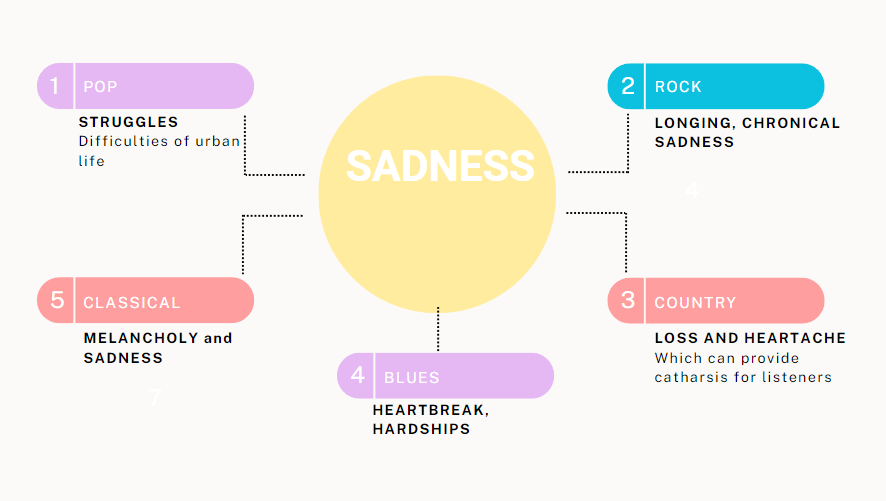 1 POP
STRUGGLES
Difficulties of urban
life
2 ROCK
LONGING, CHRONICAL
SADNESS
4
SADNESS
5 CLASSICAL
MELANCHOLY and
SADNESS
7
3 COUNTRY
LOSS AND HEARTACHE
Which can provide
catharsis for listeners
4 BLUES
HEARTBREAK,
HARDSHIPS